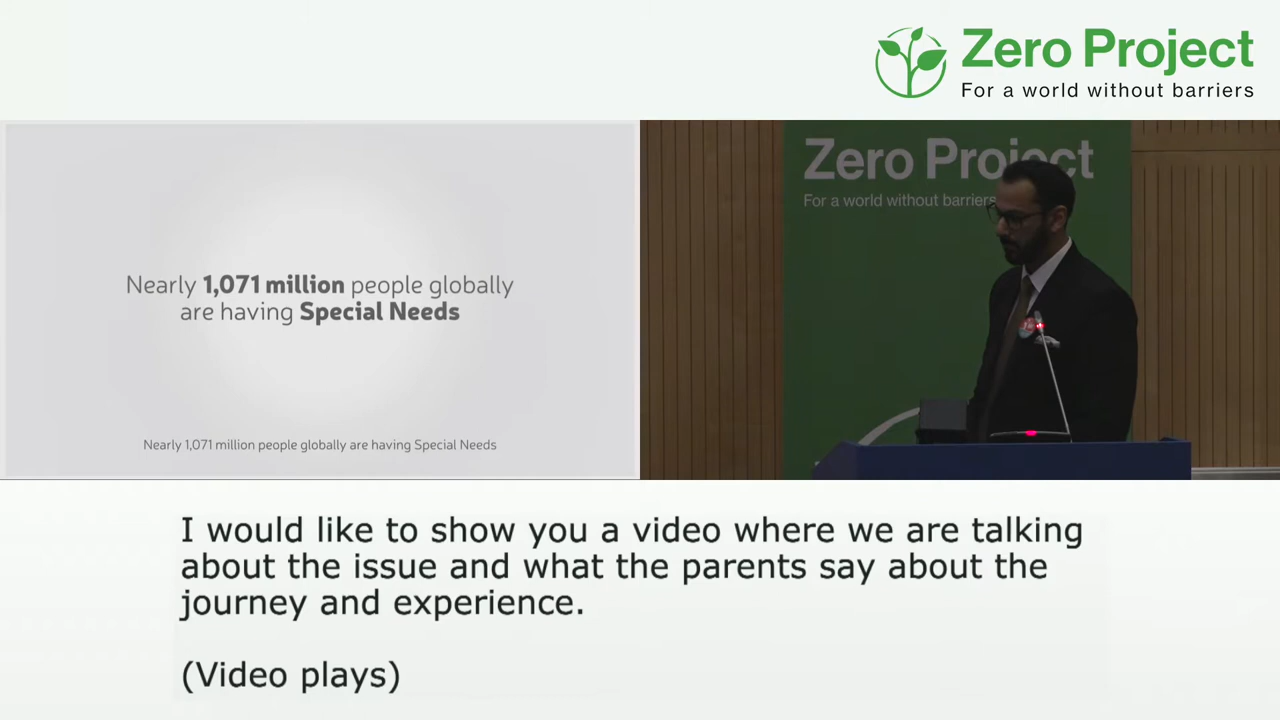 Zero Project
For a world without barriers
Nearly 1,071 million people globally
are having Special Needs
Nearly 1,071 million people globally are having Special Needs
Zero Project
For a world without barriers
I would like to show you a video where we are talking
about the issue and what the parents say about the
journey and experience.
(Video plays)